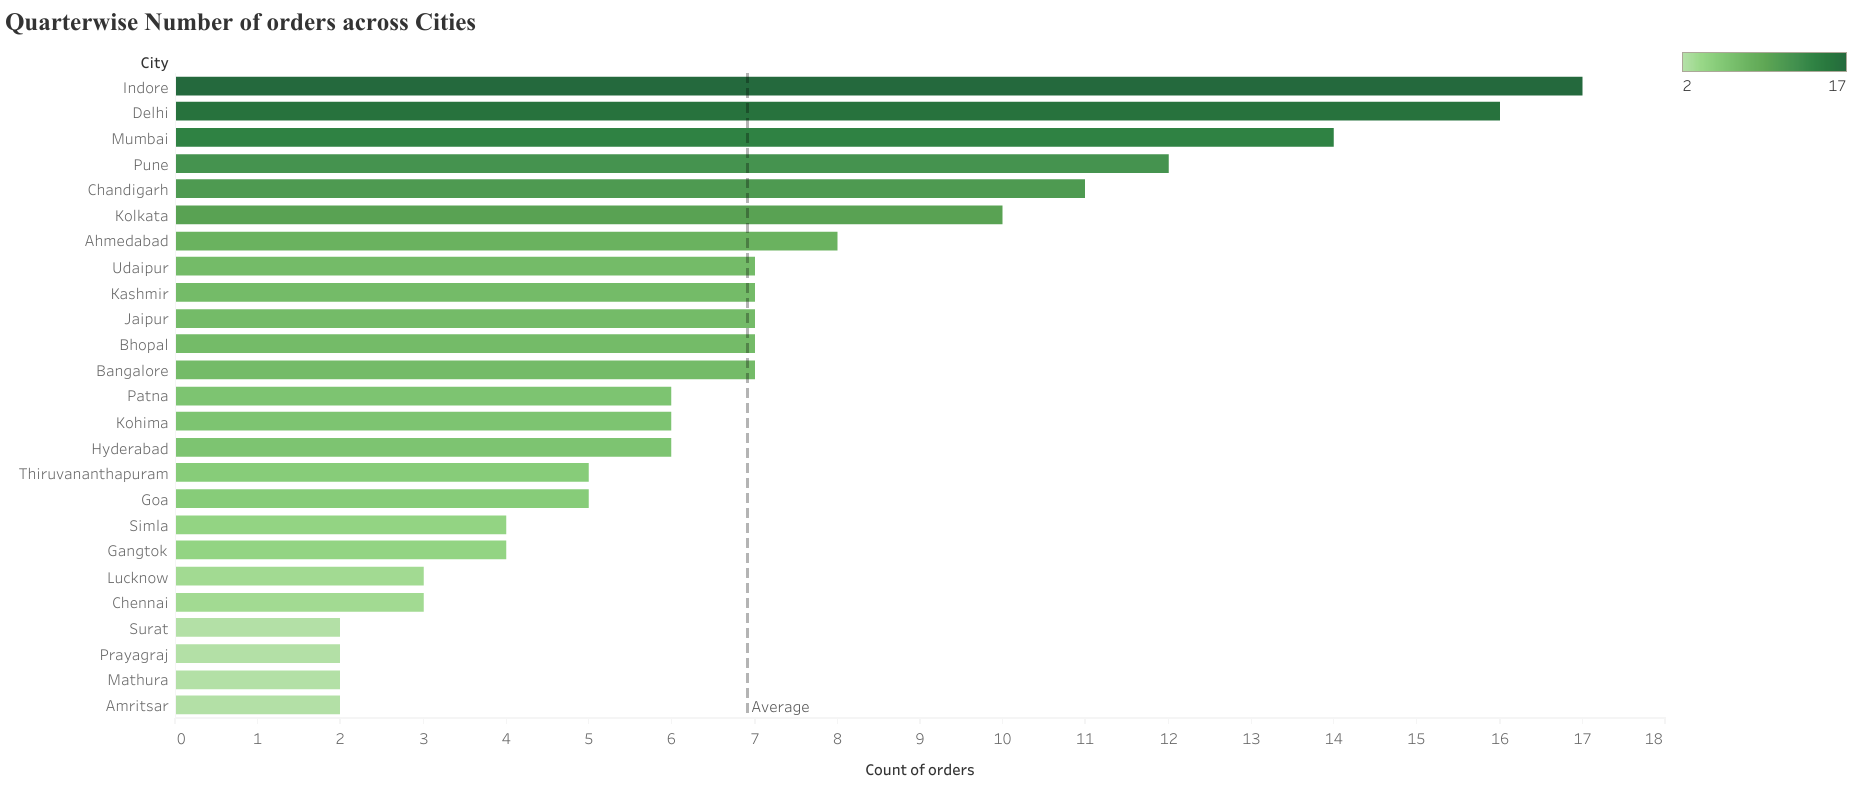 Quarterwise Number of orders across Cities
City
2 17
Indore
Delhi
Mumbai
Pune
Chandigarh
Kolkata
Ahmedabad
Udaipur
Kashmir
Jaipur
Bhopal
Bangalore
Patna
Kohima
Hyderabad
Thiruvananthapuram
Goa
Simla
Gangtok
Lucknow
Chennai
Surat
Prayagraj
Mathura
Amritsar
Average
0 1 2 3 4 5 6 7 8 9 10 11 12 13 14 15 16 17 18
Count of orders